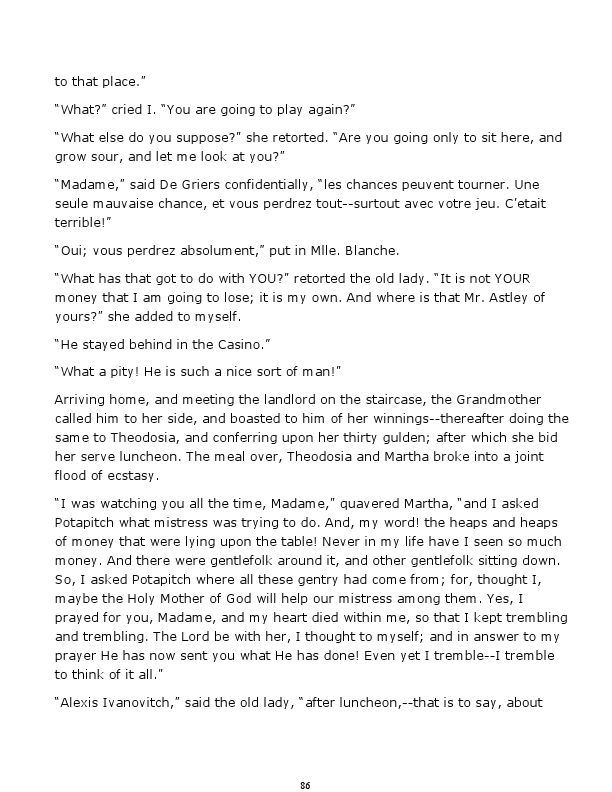 to that place.”
“What?” cried I. “You are going to play again?”
“What else do you suppose?” she retorted. “Are you going only to sit here, and
grow sour, and let me look at you?”
“Madame,” said De Griers confidentially, “les chances peuvent tourner. Une
seule mauvaise chance, et vous perdrez tout--surtout avec votre jeu. C’etait
terrible!”
“Oui; vous perdrez absolument,” put in Mlle. Blanche.
“What has that got to do with YOU?” retorted the old lady. “It is not YOUR
money that I am going to lose; it is my own. And where is that Mr. Astley of
yours?” she added to myself.
“He stayed behind in the Casino.”
“What a pity! He is such a nice sort of man!”
Arriving home, and meeting the landlord on the staircase, the Grandmother
called him to her side, and boasted to him of her winnings--thereafter doing the
same to Theodosia, and conferring upon her thirty gulden; after which she bid
her serve luncheon. The meal over, Theodosia and Martha broke into a joint
flood of ecstasy.
“I was watching you all the time, Madame,” quavered Martha, “and I asked
Potapitch what mistress was trying to do. And, my word! the heaps and heaps
of money that were lying upon the table! Never in my life have I seen so much
money. And there were gentlefolk around it, and other gentlefolk sitting down.
So, I asked Potapitch where all these gentry had come from; for, thought I,
maybe the Holy Mother of God will help our mistress among them. Yes, I
prayed for you, Madame, and my heart died within me, so that I kept trembling
and trembling. The Lord be with her, I thought to myself; and in answer to my
prayer He has now sent you what He has done! Even yet I tremble--I tremble
to think of it all.”
“Alexis Ivanovitch,” said the old lady, “after luncheon,--that is to say, about
86